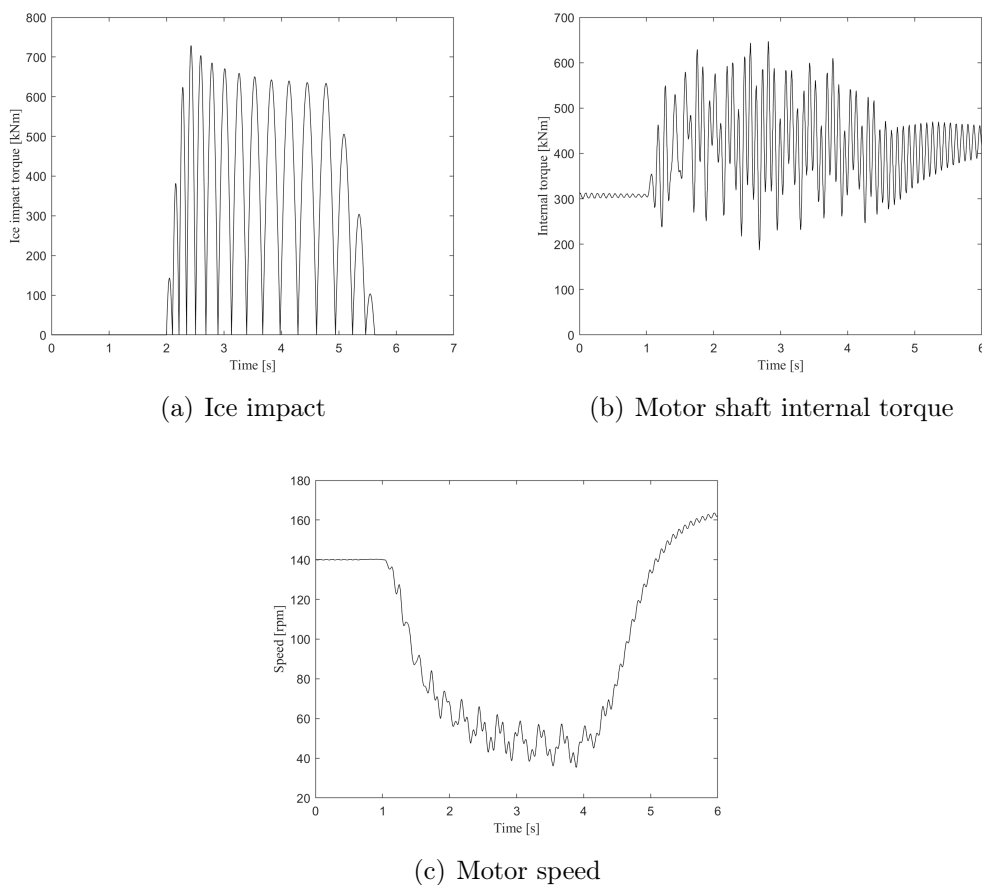 800
700
600
500
400
300
200
100
0
Ice impact torque [kNm]
0 1 2 3 4 5 6 7
Time [s]
(a) Ice impact
700
600
500
400
300
200
100
0
Internal torque [kNm]
0 1 2 3 4 5 6
Time [s]
(b) Motor shaft internal torque
180
160
140
120
100
80
60
40
20
Speed [rpm]
0 1 2 3 4 5 6
Time [s]
(c) Motor speed